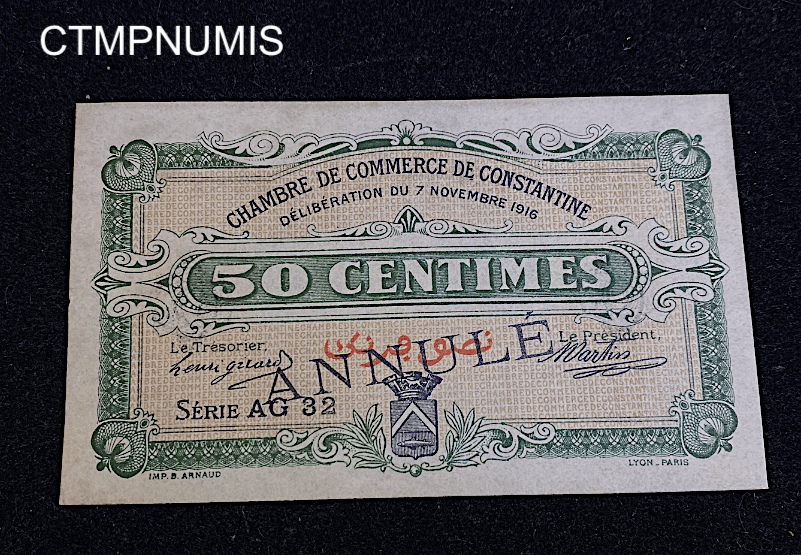 CTMPNUMIS
CHAMBRE DE COMMERCE DE CONSTANTINE
DÉLIBÉRATION DU 7 NOVEMBRE 1916
50 CENTIMES
Le Trésorier,
Le Président,
ANNULÉ
SÉRIE AG 32
IMP. B. ARNAUD
LYON-PARIS